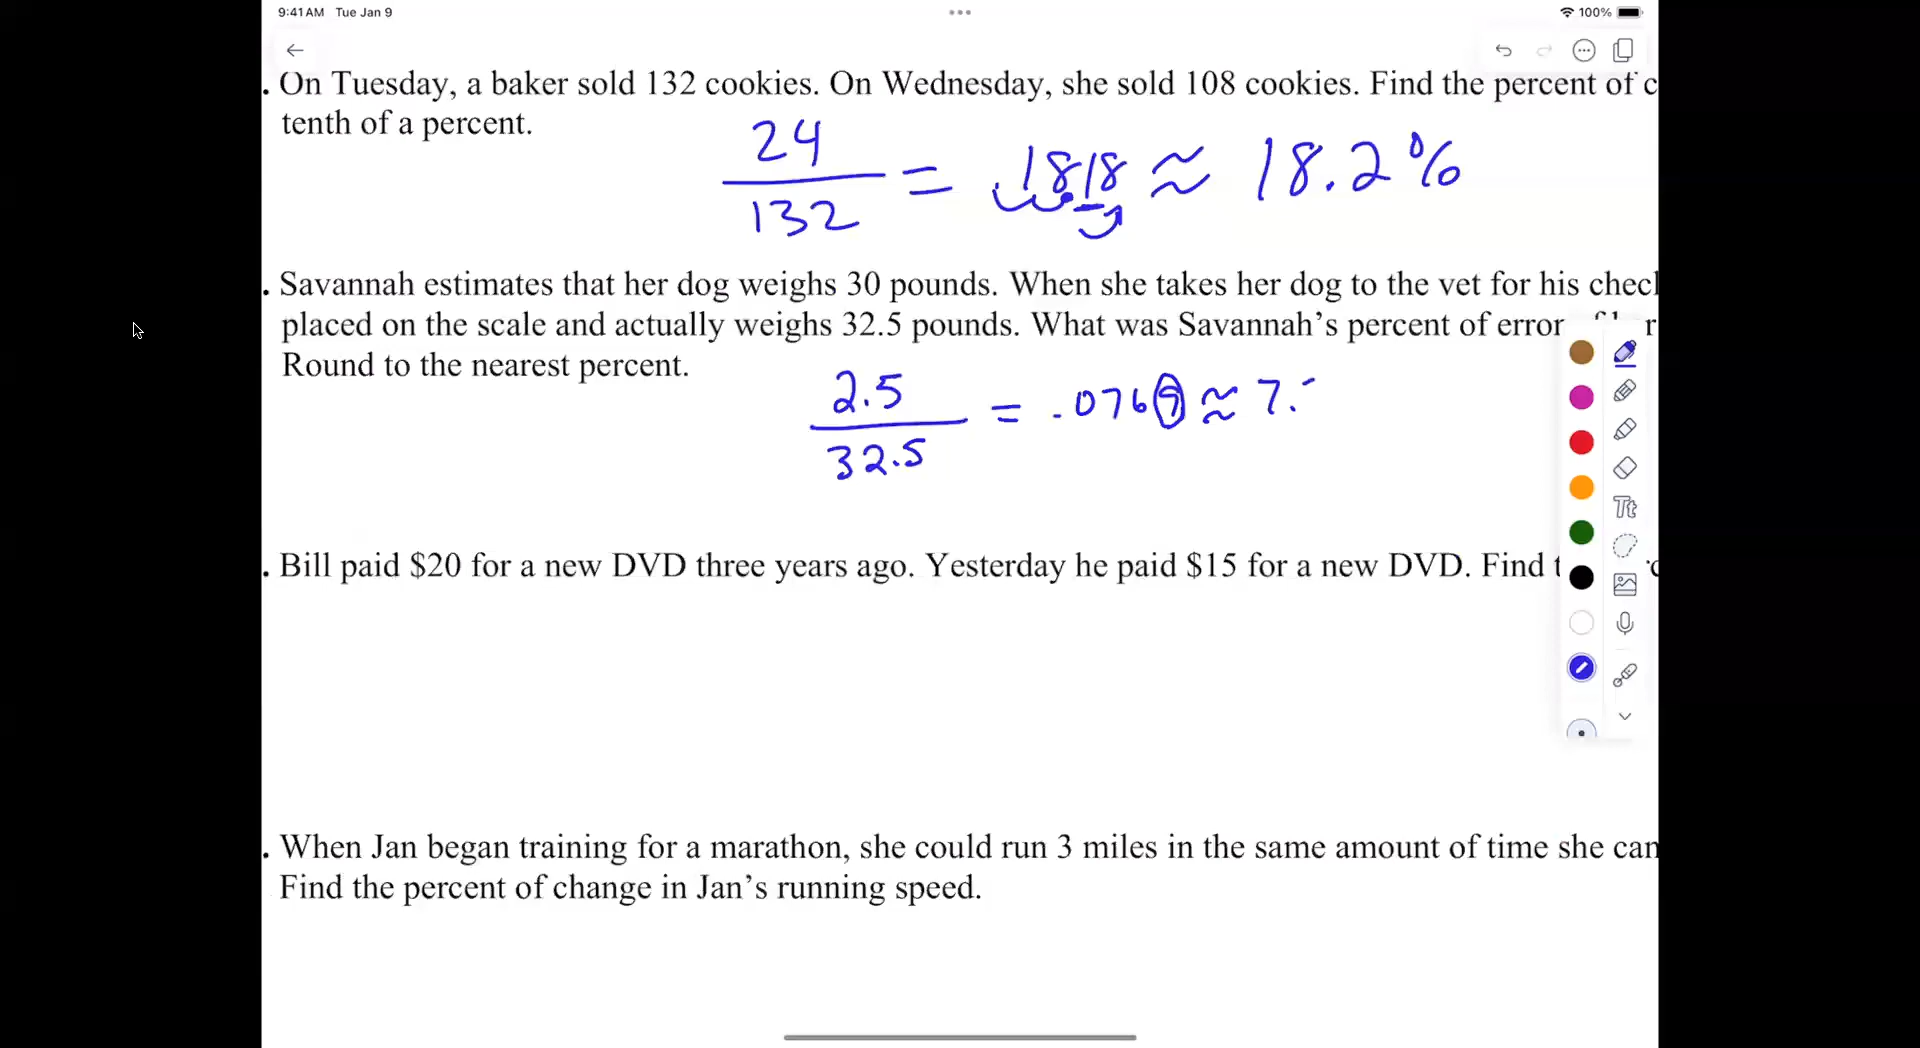 9:41 AM Tue Jan 9
100%
. On Tuesday, a baker sold 132 cookies. On Wednesday, she sold 108 cookies. Find the percent of c
tenth of a percent.
24
132
= .1818 ≈ 18.2%
. Savannah estimates that her dog weighs 30 pounds. When she takes her dog to the vet for his chec
placed on the scale and actually weighs 32.5 pounds. What was Savannah’s percent of error
Round to the nearest percent.
2.5
32.5
= .0769 ≈ 7.
. Bill paid $20 for a new DVD three years ago. Yesterday he paid $15 for a new DVD. Find t
Tt
. When Jan began training for a marathon, she could run 3 miles in the same amount of time she can
Find the percent of change in Jan’s running speed.